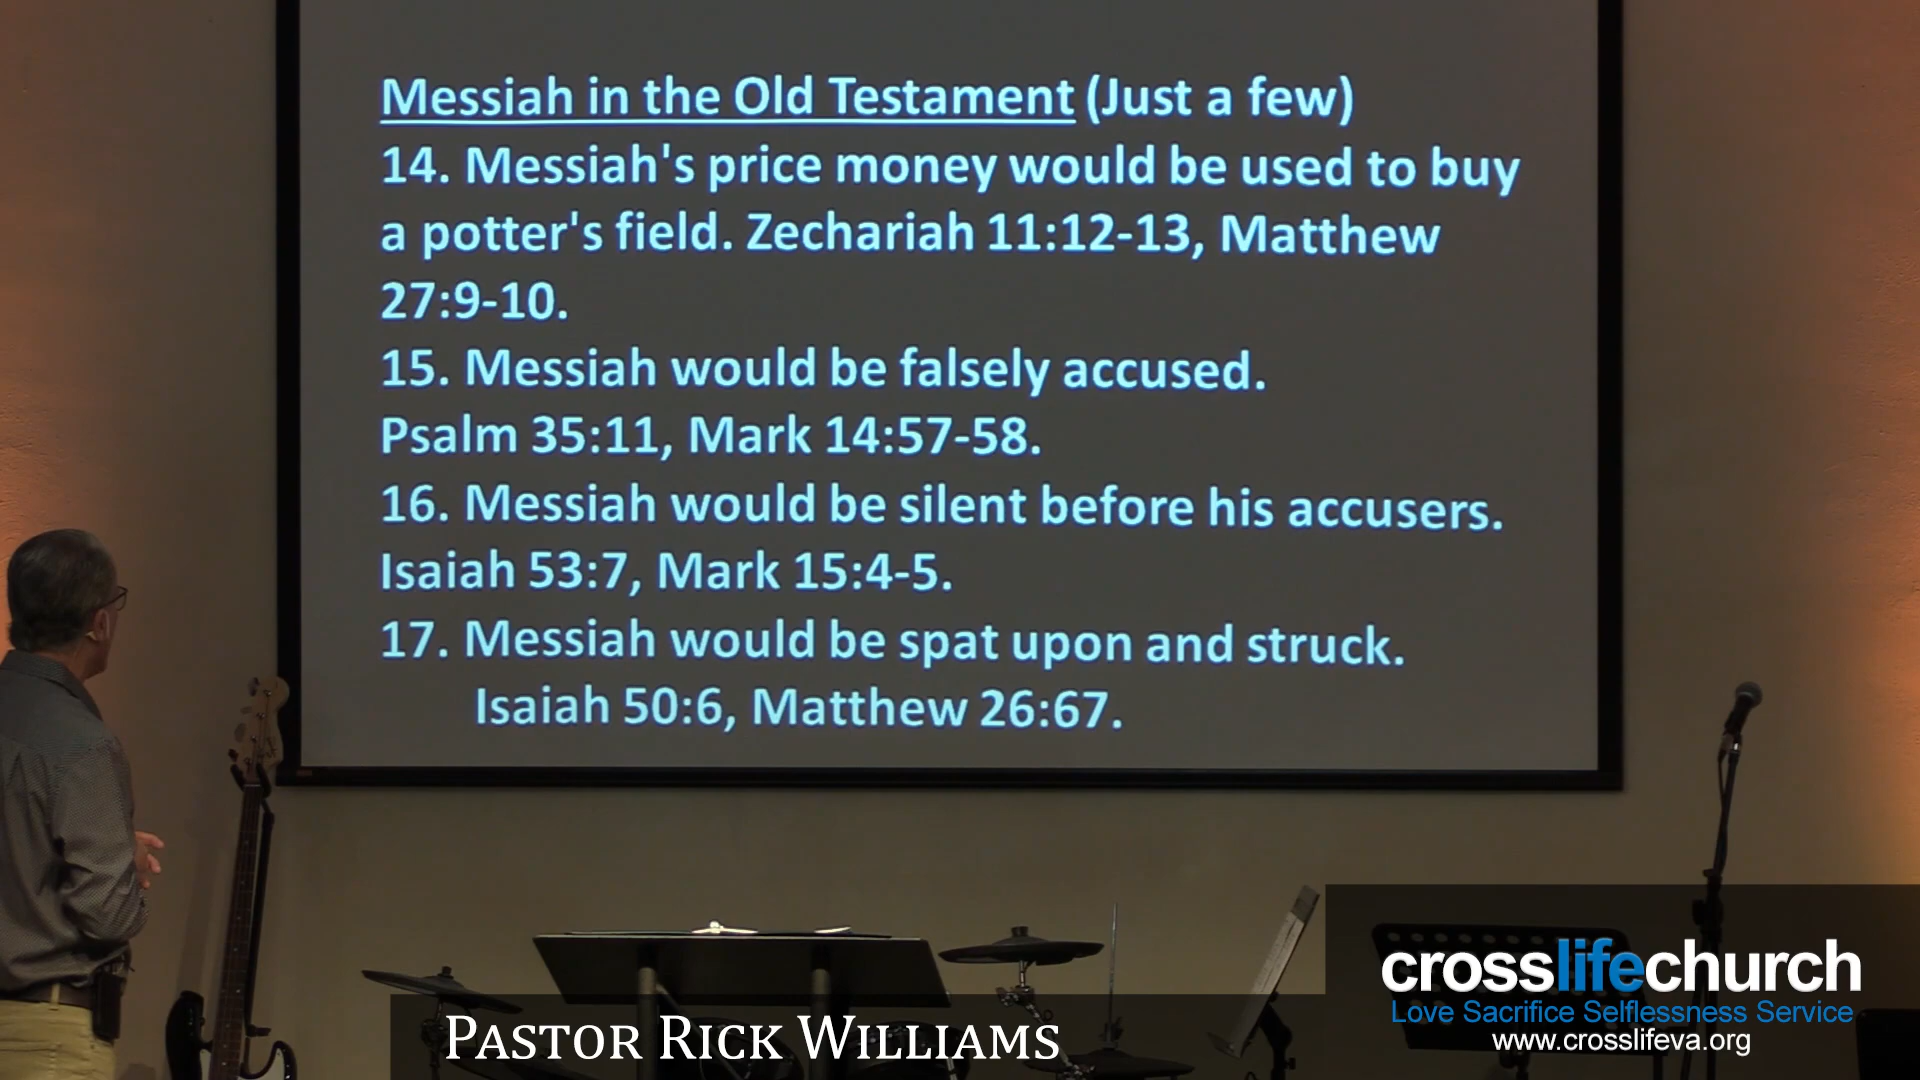 Messiah in the Old Testament (Just a few)
14. Messiah's price money would be used to buy
a potter's field. Zechariah 11:12-13, Matthew
27:9-10.
15. Messiah would be falsely accused.
Psalm 35:11, Mark 14:57-58.
16. Messiah would be silent before his accusers.
Isaiah 53:7, Mark 15:4-5.
17. Messiah would be spat upon and struck.
Isaiah 50:6, Matthew 26:67.
PASTOR RICK WILLIAMS
crosslifechurch
Love Sacrifice Selflessness Service
www.crosslifeva.org